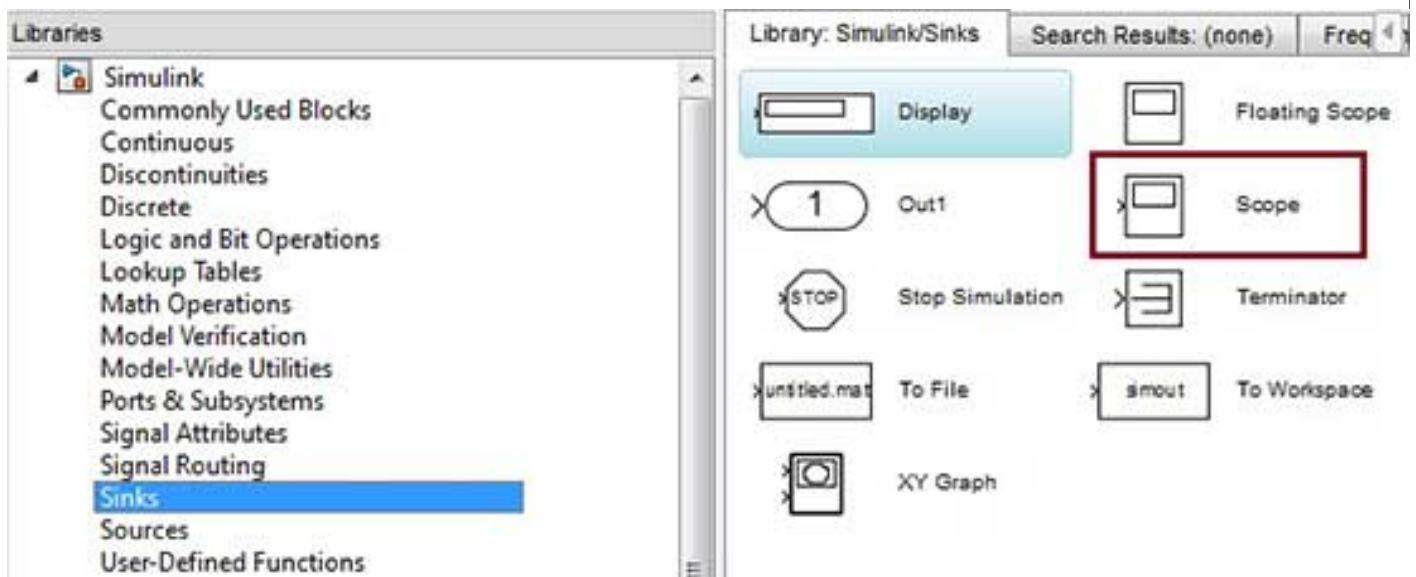 Libraries
Simulink
Commonly Used Blocks
Continuous
Discontinuities
Discrete
Logic and Bit Operations
Lookup Tables
Math Operations
Model Verification
Model-Wide Utilities
Ports & Subsystems
Signal Attributes
Signal Routing
Sinks
Sources
User-Defined Functions
Library: Simulink/Sinks
Search Results: (none)
Freq
Display
Floating Scope
1
Out1
Scope
STOP
Stop Simulation
Terminator
untitled.mat
To File
simout
To Workspace
XY Graph